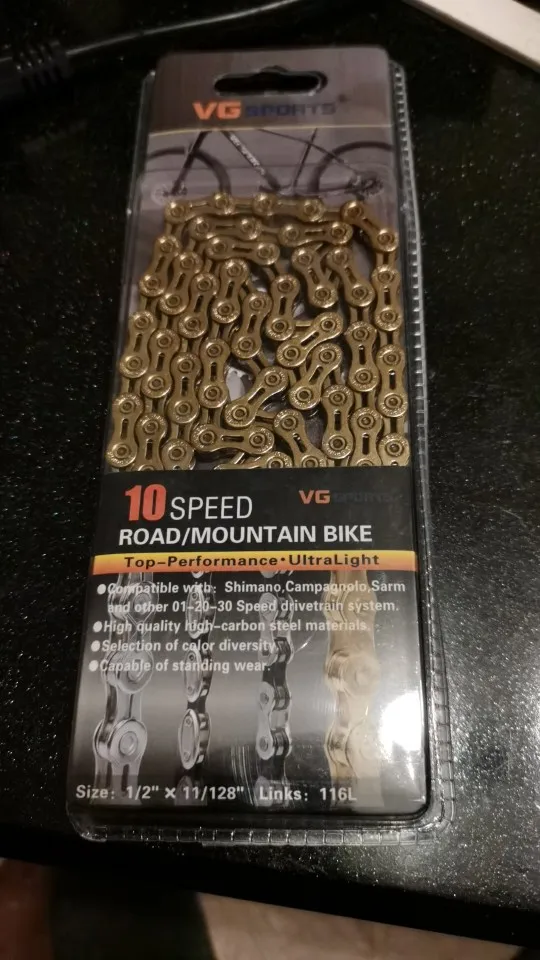 VG SPORTS®
10 SPEED
VG SPORTS
ROAD/MOUNTAIN BIKE
Top-Performance·UltraLight
●Compatible with: Shimano,Campagnolo,Sarm
and other 01-20-30 Speed drivetrain system.
●High quality high-carbon steel materials.
●Selection of color diversity.
●Capable of standing wear.
Size: 1/2" × 11/128" Links: 116L